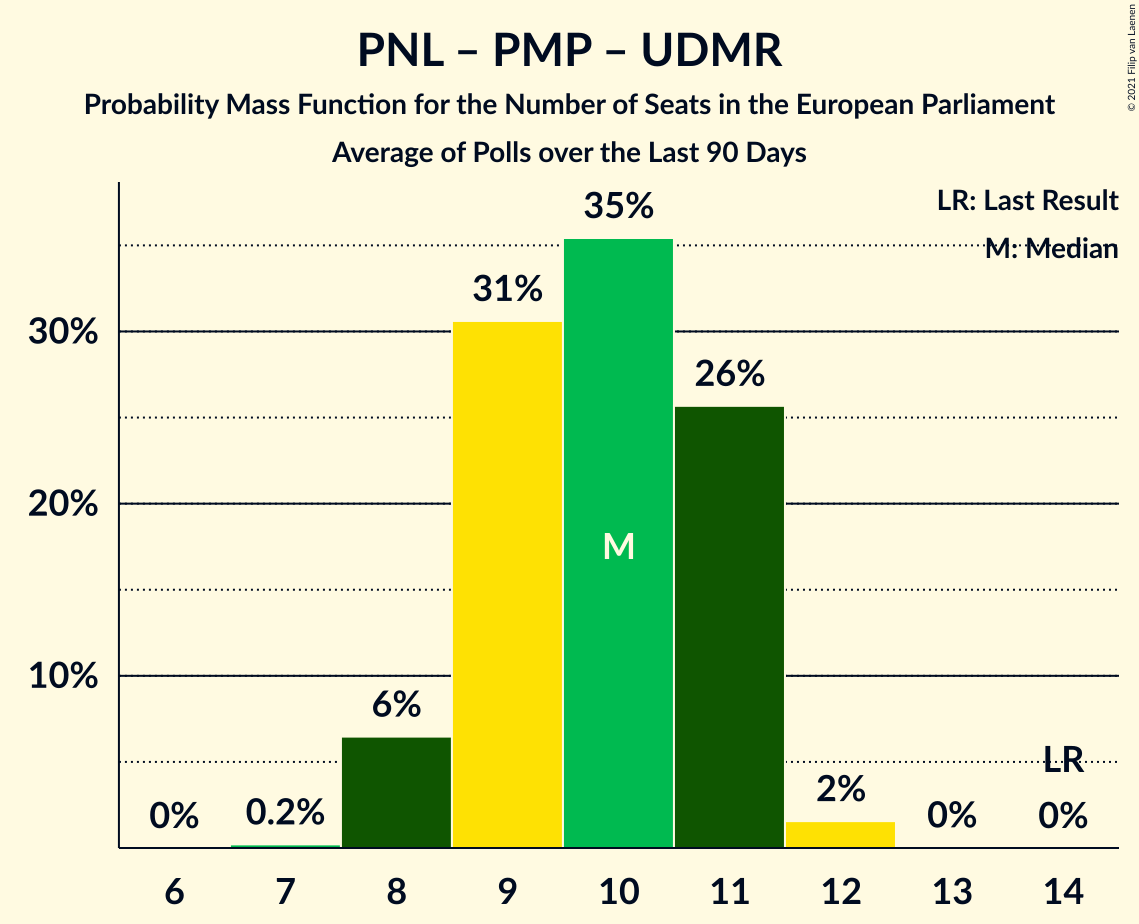 PNL – PMP – UDMR
Probability Mass Function for the Number of Seats in the European Parliament
Average of Polls over the Last 90 Days
© 2021 Filip van Laenen
LR: Last Result
M: Median
35%
31%
30%
26%
20%
M
10%
6%
LR
2%
0%
0.2%
0%
0%
6
7
8
9
10
11
12
13
14